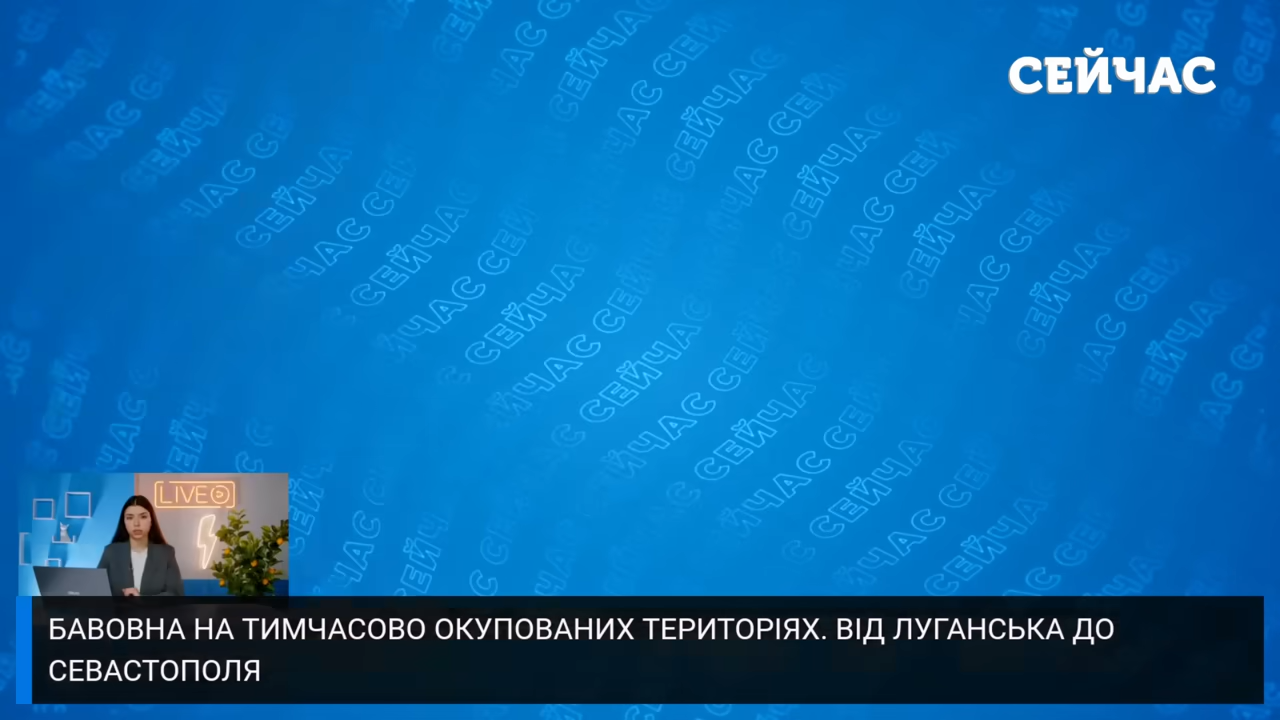 СЕЙЧАС
LIVE
БАВОВНА НА ТИМЧАСОВО ОКУПОВАНИХ ТЕРИТОРІЯХ. ВІД ЛУГАНСЬКА ДО
СЕВАСТОПОЛЯ